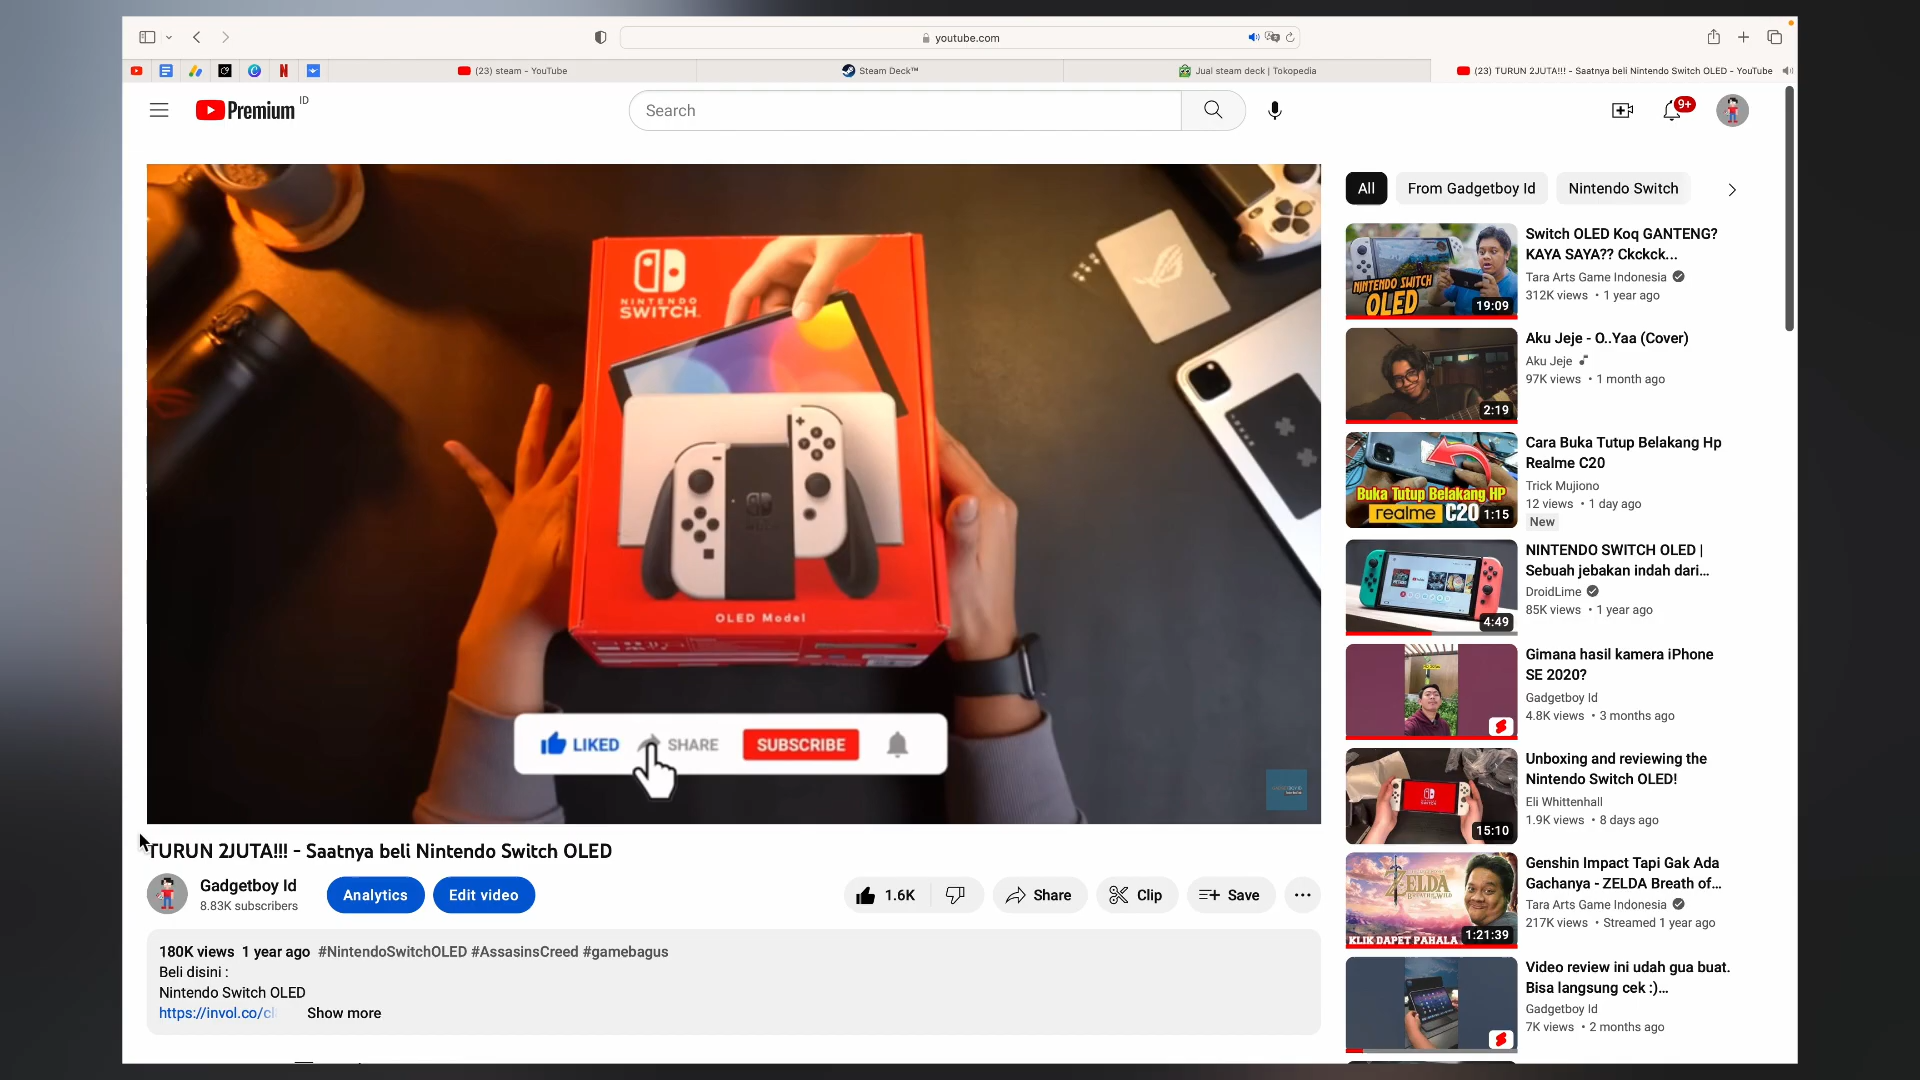 youtube.com
(23) steam - YouTube
Steam Deck™
Jual steam deck | Tokopedia
(23) TURUN 2JUTA!!! - Saatnya beli Nintendo Switch OLED - YouTube
Premium ID
Search
9+
NINTENDO
SWITCH.
OLED Model
LIKED SHARE SUBSCRIBE
TURUN 2JUTA!!! - Saatnya beli Nintendo Switch OLED
Gadgetboy Id
8.83K subscribers
Analytics
Edit video
1.6K
Share
Clip
Save
180K views 1 year ago #NintendoSwitchOLED #AssasinsCreed #gamebagus
Beli disini :
Nintendo Switch OLED
https://invol.co/cl
Show more
All
From Gadgetboy Id
Nintendo Switch
NINTENDO SWITCH
OLED
19:09
Switch OLED Koq GANTENG?
KAYA SAYA?? Ckckck...
Tara Arts Game Indonesia
312K views • 1 year ago
2:19
Aku Jeje - O..Yaa (Cover)
Aku Jeje
97K views • 1 month ago
Buka Tutup Belakang HP
realme C20
1:15
Cara Buka Tutup Belakang Hp
Realme C20
Trick Mujiono
12 views • 1 day ago
New
4:49
NINTENDO SWITCH OLED |
Sebuah jebakan indah dari...
DroidLime
85K views • 1 year ago
Gimana hasil kamera iPhone
SE 2020?
Gadgetboy Id
4.8K views • 3 months ago
15:10
Unboxing and reviewing the
Nintendo Switch OLED!
Eli Whittenhall
1.9K views • 8 days ago
ZELDA
KLIK DAPET PAHALA
1:21:39
Genshin Impact Tapi Gak Ada
Gachanya - ZELDA Breath of...
Tara Arts Game Indonesia
217K views • Streamed 1 year ago
Video review ini udah gua buat.
Bisa langsung cek :)...
Gadgetboy Id
7K views • 2 months ago